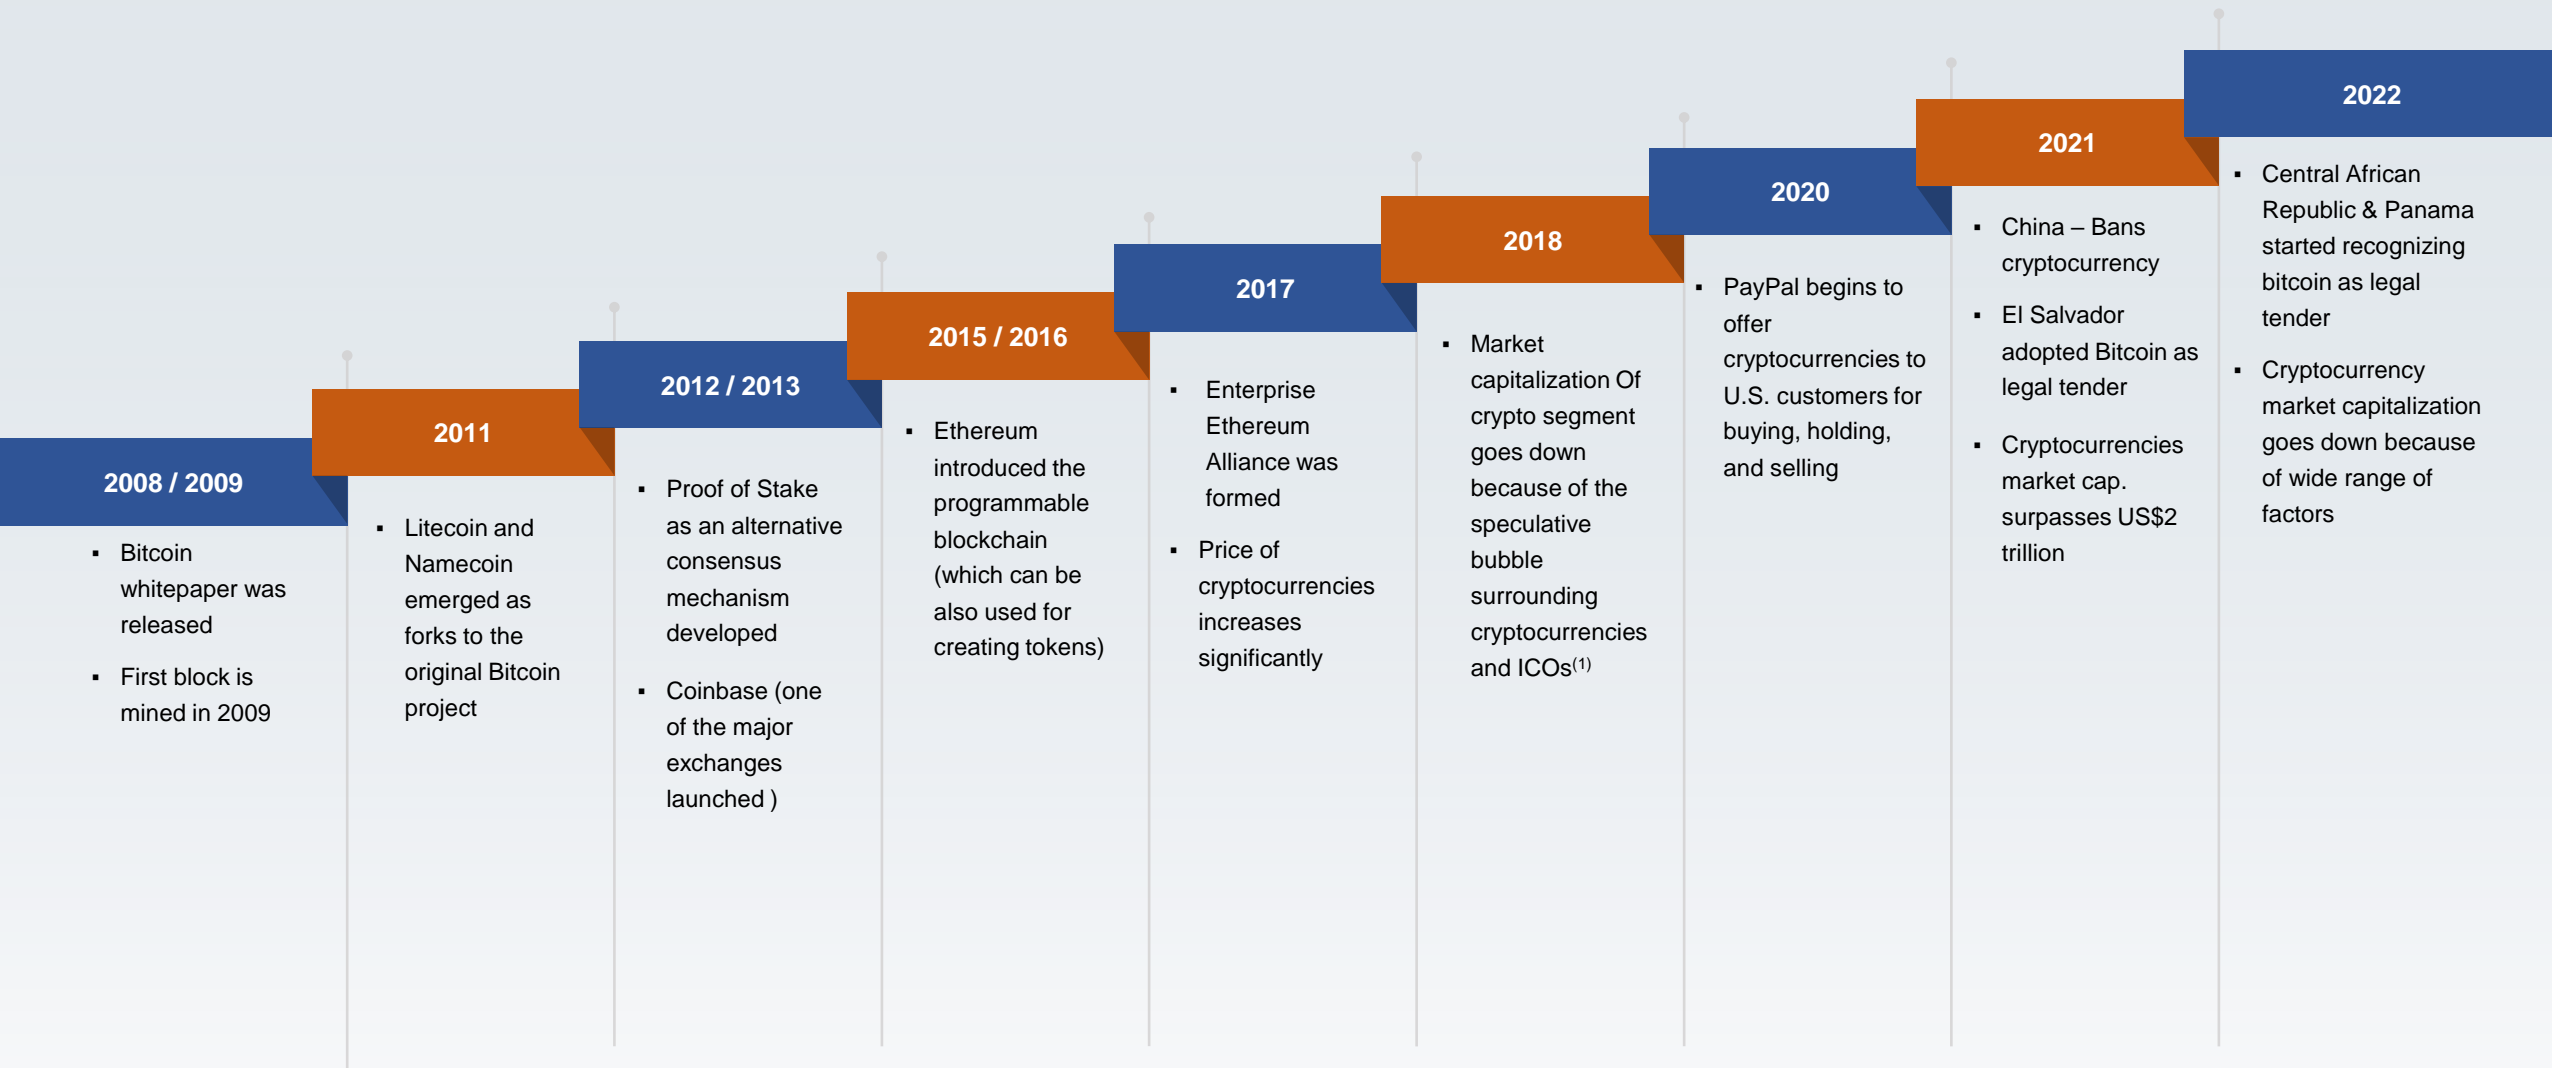 2008 / 2009
▪ Bitcoin
whitepaper was
released
▪ First block is
mined in 2009
2011
▪ Litecoin and
Namecoin
emerged as
forks to the
original Bitcoin
project
2012 / 2013
▪ Proof of Stake
as an alternative
consensus
mechanism
developed
▪ Coinbase (one
of the major
exchanges
launched )
2015 / 2016
▪ Ethereum
introduced the
programmable
blockchain
(which can be
also used for
creating tokens)
2017
▪ Enterprise
Ethereum
Alliance was
formed
▪ Price of
cryptocurrencies
increases
significantly
2018
▪ Market
capitalization Of
crypto segment
goes down
because of the
speculative
bubble
surrounding
cryptocurrencies
and ICOs(1)
2020
▪ PayPal begins to
offer
cryptocurrencies to
U.S. customers for
buying, holding,
and selling
2021
▪ China – Bans
cryptocurrency
▪ El Salvador
adopted Bitcoin as
legal tender
▪ Cryptocurrencies
market cap.
surpasses US$2
trillion
2022
▪ Central African
Republic & Panama
started recognizing
bitcoin as legal
tender
▪ Cryptocurrency
market capitalization
goes down because
of wide range of
factors